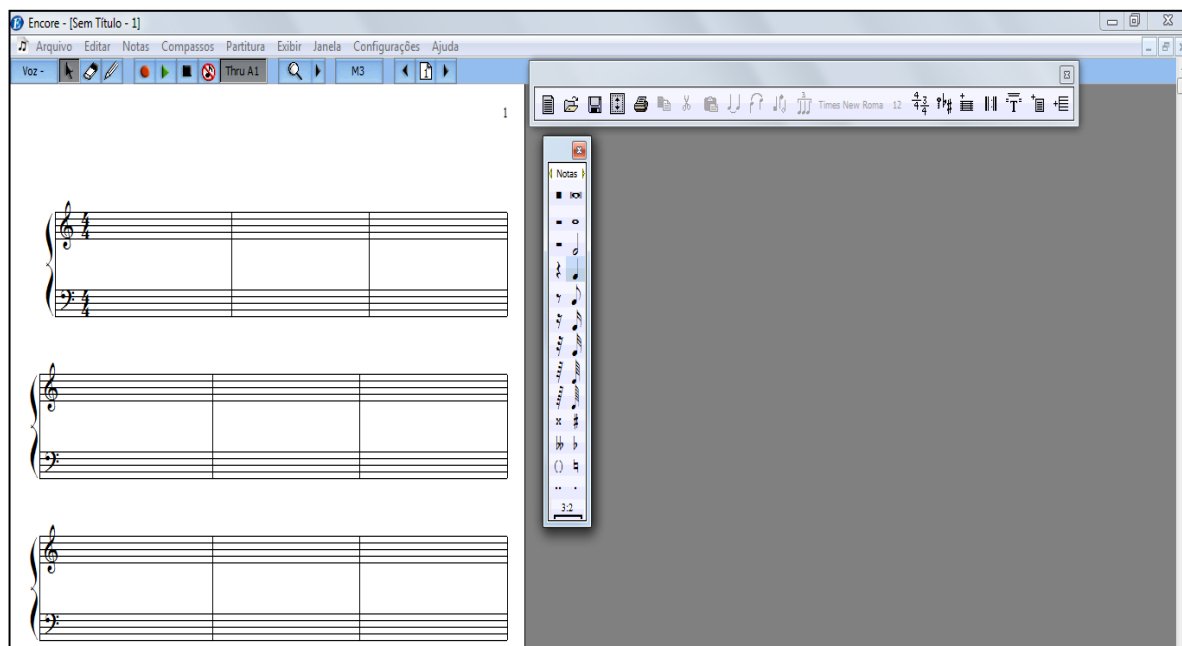 Encore - [Sem Título - 1]
Arquivo Editar Notas Compassos Partitura Exibir Janela Configurações Ajuda
Voz - Thru A1 M3 1
1
Times New Roma 12
Notas
3:2